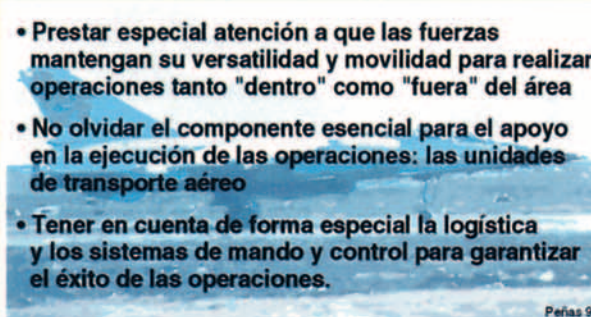 • Prestar especial atención a que las fuerzas
mantengan su versatilidad y movilidad para realizar
operaciones tanto "dentro" como "fuera" del área
• No olvidar el componente esencial para el apoyo
en la ejecución de las operaciones: las unidades
de transporte aéreo
• Tener en cuenta de forma especial la logística
y los sistemas de mando y control para garantizar
el éxito de las operaciones.
Peñas 9